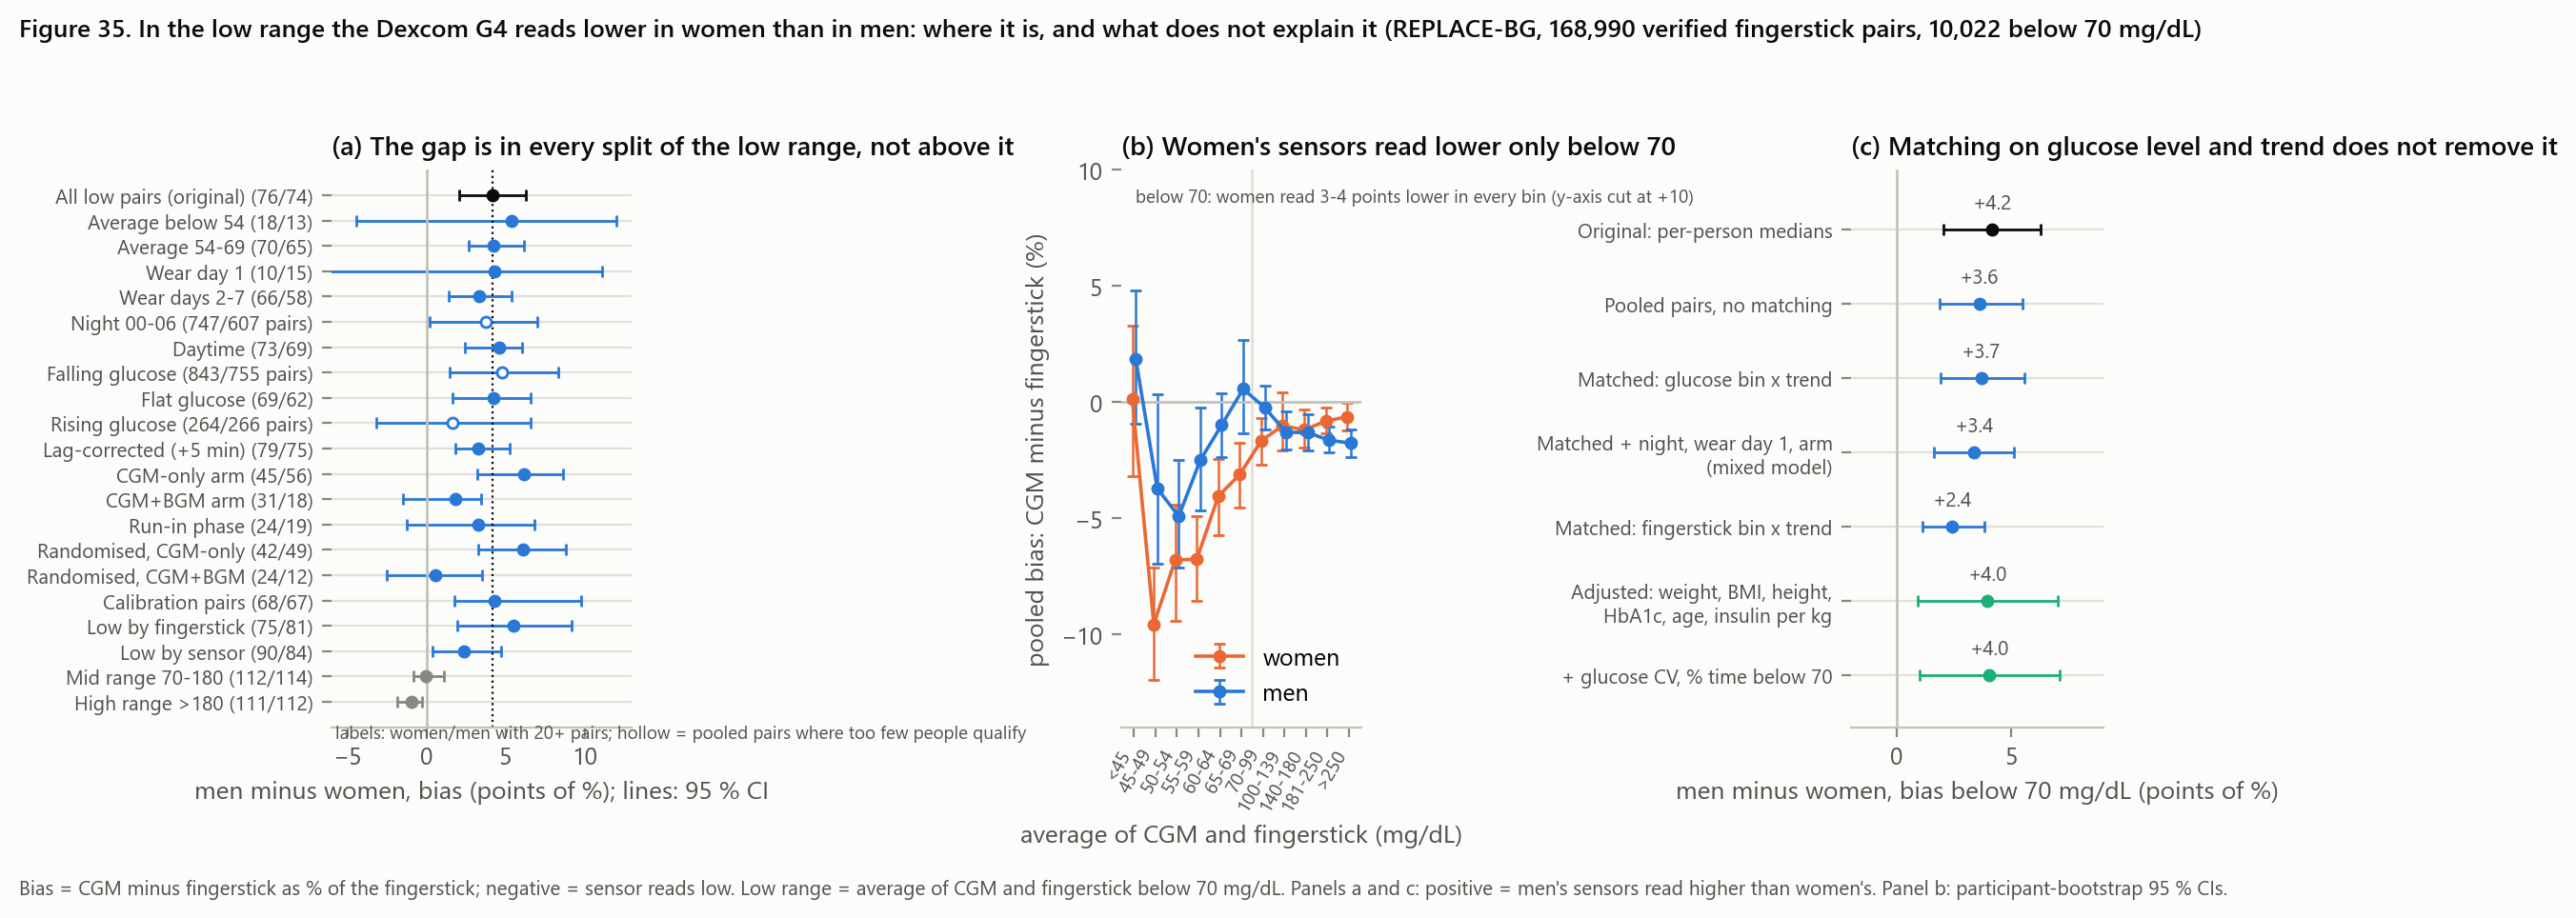 Figure 35. In the low range the Dexcom G4 reads lower in women than in men: where it is, and what does not explain it (REPLACE-BG, 168,990 verified fingerstick pairs, 10,022 below 70 mg/dL)
(a) The gap is in every split of the low range, not above it
All low pairs (original) (76/74)
Average below 54 (18/13)
Average 54-69 (70/65)
Wear day 1 (10/15)
Wear days 2-7 (66/58)
Night 00-06 (747/607 pairs)
Daytime (73/69)
Falling glucose (843/755 pairs)
Flat glucose (69/62)
Rising glucose (264/266 pairs)
Lag-corrected (+5 min) (79/75)
CGM-only arm (45/56)
CGM+BGM arm (31/18)
Run-in phase (24/19)
Randomised, CGM-only (42/49)
Randomised, CGM+BGM (24/12)
Calibration pairs (68/67)
Low by fingerstick (75/81)
Low by sensor (90/84)
Mid range 70-180 (112/114)
High range >180 (111/112)
labels: women/men with 20+ pairs; hollow = pooled pairs where too few people qualify
−5 0 5 10
men minus women, bias (points of %); lines: 95 % CI
(b) Women's sensors read lower only below 70
below 70: women read 3-4 points lower in every bin (y-axis cut at +10)
pooled bias: CGM minus fingerstick (%)
10
5
0
−5
−10
women
men
<45 45-49 50-54 55-59 60-64 65-69 70-99 100-139 140-180 181-250 >250
average of CGM and fingerstick (mg/dL)
(c) Matching on glucose level and trend does not remove it
Original: per-person medians
+4.2
Pooled pairs, no matching
+3.6
Matched: glucose bin x trend
+3.7
Matched + night, wear day 1, arm
(mixed model)
+3.4
Matched: fingerstick bin x trend
+2.4
Adjusted: weight, BMI, height,
HbA1c, age, insulin per kg
+4.0
+ glucose CV, % time below 70
+4.0
0 5
men minus women, bias below 70 mg/dL (points of %)
Bias = CGM minus fingerstick as % of the fingerstick; negative = sensor reads low. Low range = average of CGM and fingerstick below 70 mg/dL. Panels a and c: positive = men's sensors read higher than women's. Panel b: participant-bootstrap 95 % CIs.